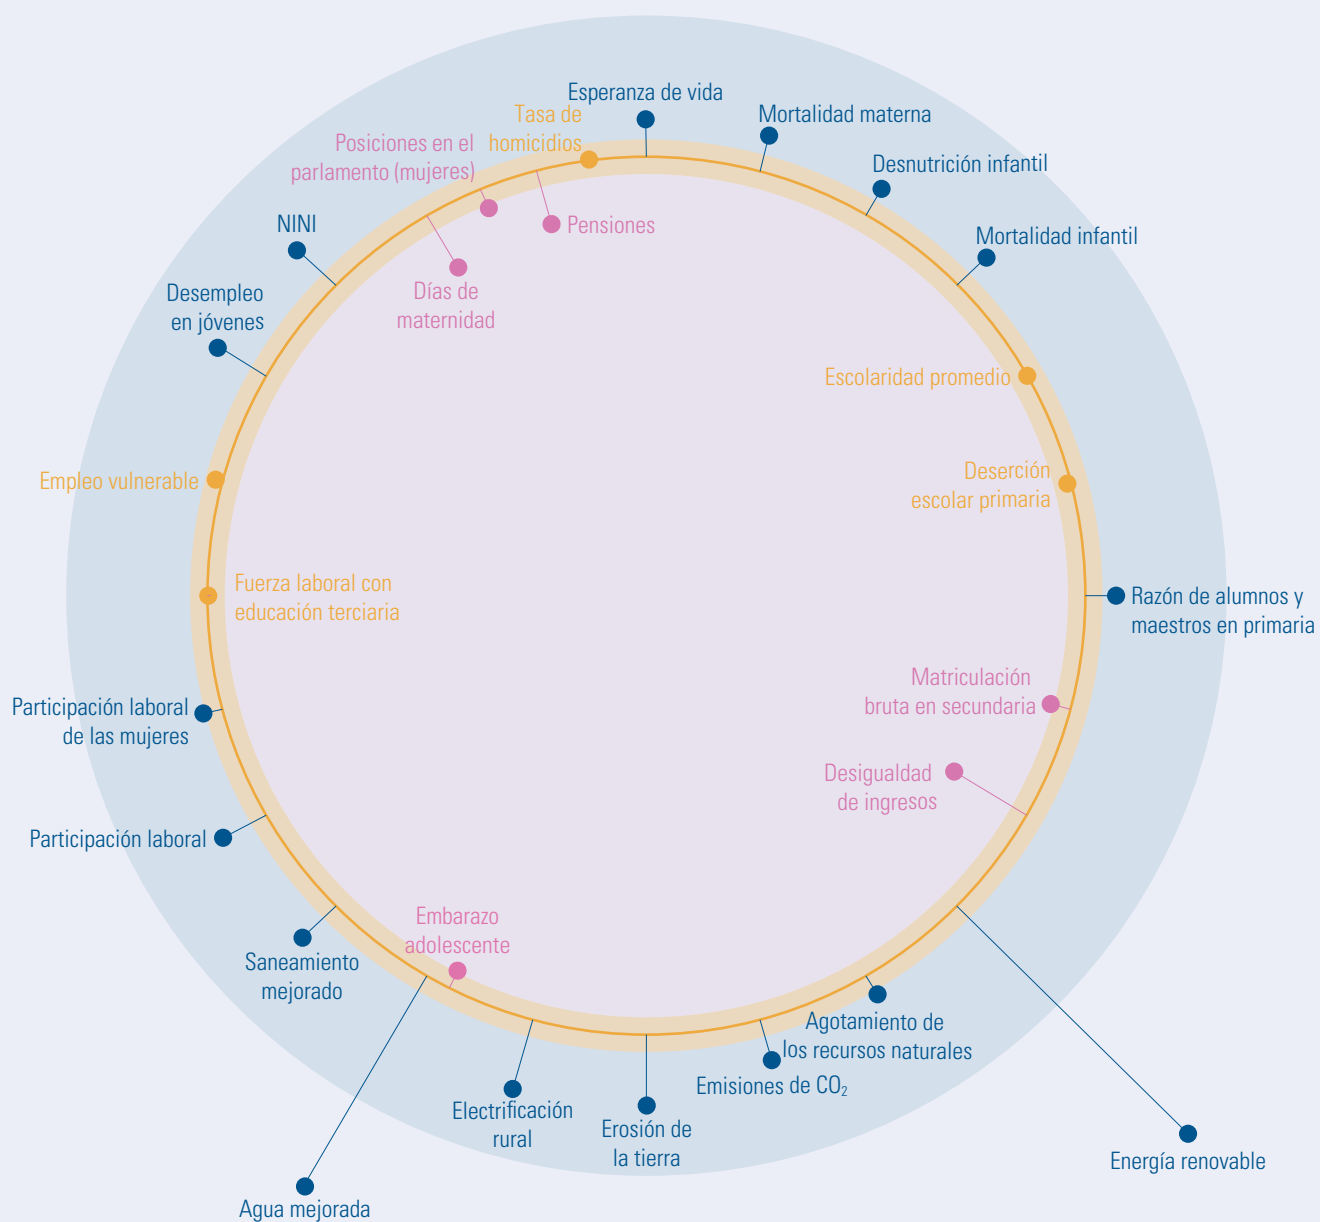 Esperanza de vida
Mortalidad materna
Desnutrición infantil
Mortalidad infantil
Escolaridad promedio
Deserción
escolar primaria
Razón de alumnos y
maestros en primaria
Matriculación
bruta en secundaria
Desigualdad
de ingresos
Energía renovable
Agotamiento de
los recursos naturales
Emisiones de CO₂
Erosión de
la tierra
Electrificación
rural
Embarazo
adolescente
Agua mejorada
Saneamiento
mejorado
Participación laboral
Participación laboral
de las mujeres
Fuerza laboral con
educación terciaria
Empleo vulnerable
Desempleo
en jóvenes
NINI
Días de
maternidad
Posiciones en el
parlamento (mujeres)
Pensiones
Tasa de
homicidios